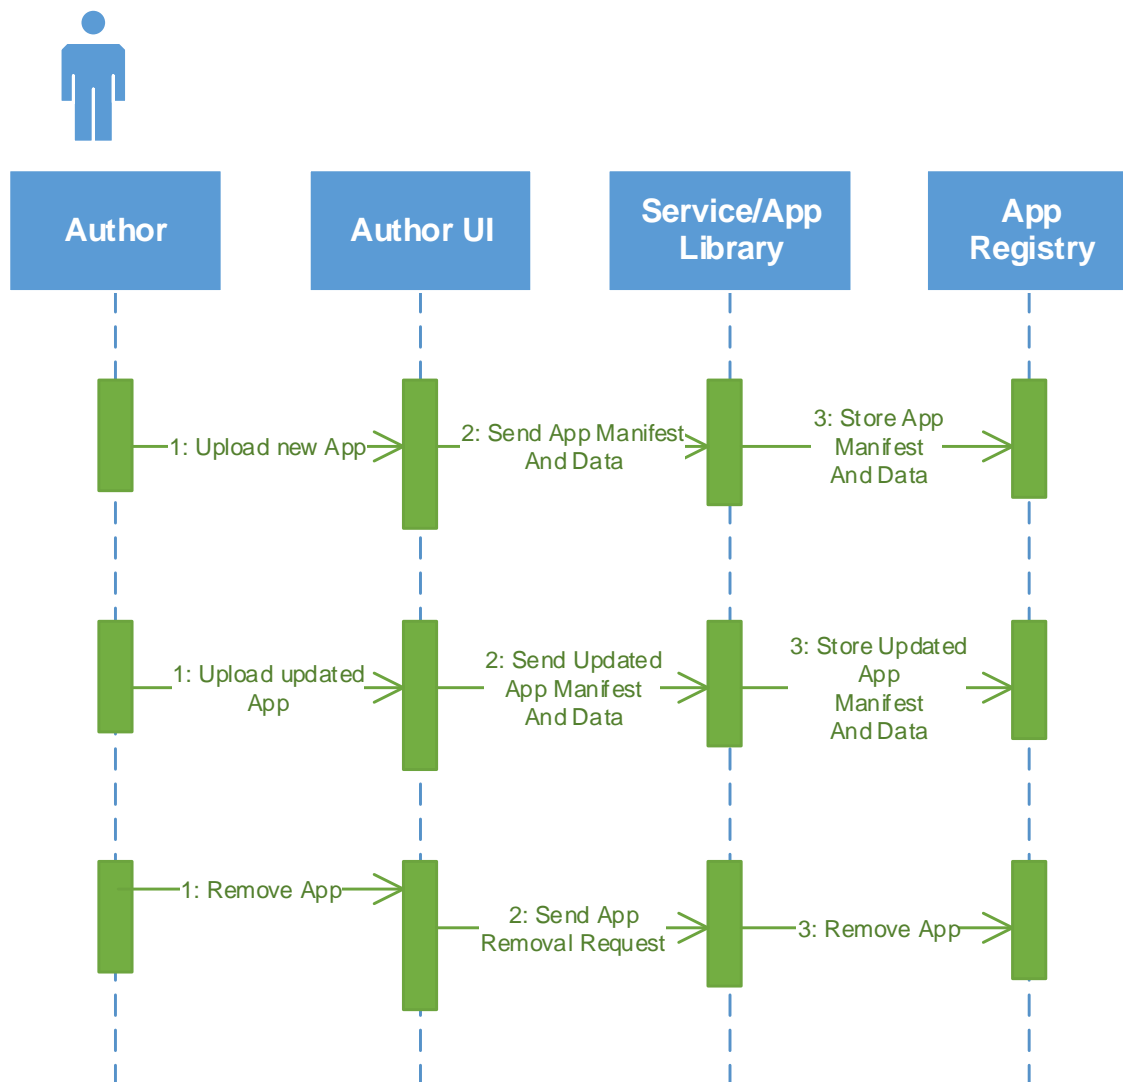 Author
Author UI
Service/App
Library
App
Registry
1: Upload new App
2: Send App Manifest
And Data
3: Store App
Manifest
And Data
1: Upload updated
App
2: Send Updated
App Manifest
And Data
3: Store Updated
App
Manifest
And Data
1: Remove App
2: Send App
Removal Request
3: Remove App